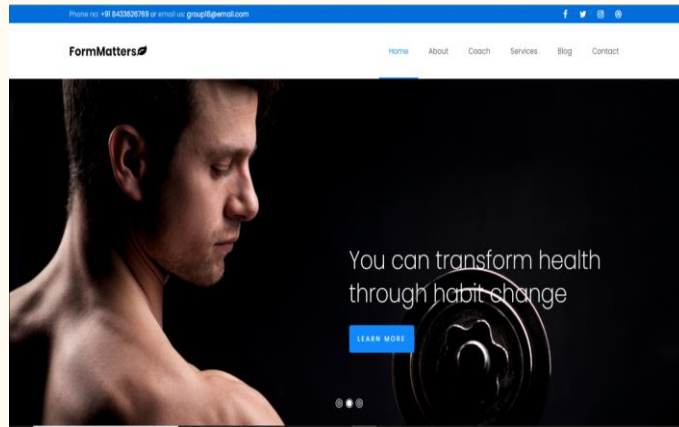 Phone no: +91 8433626769 or email us: group18@email.com
FormMatters
Home About Coach Services Blog Contact
You can transform health
through habit change
LEARN MORE